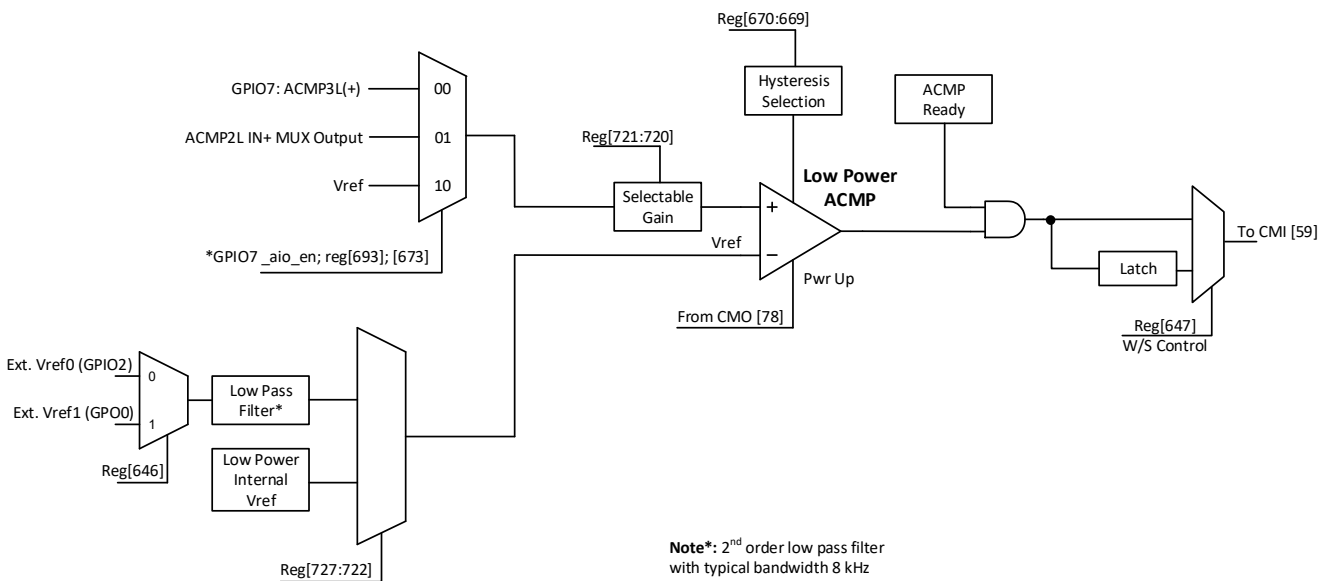 Reg[670:669]
Hysteresis
Selection
ACMP
Ready
GPIO7: ACMP3L(+)
00
ACMP2L IN+ MUX Output
01
Vref
10
*GPIO7 _aio_en; reg[693]; [673]
Reg[721:720]
Selectable
Gain
Low Power
ACMP
+
Vref
−
Pwr Up
From CMO [78]
To CMI [59]
Latch
Reg[647]
W/S Control
Ext. Vref0 (GPIO2)
0
Ext. Vref1 (GPO0)
1
Reg[646]
Low Pass
Filter*
Low Power
Internal
Vref
Reg[727:722]
Note*: 2nd order low pass filter
with typical bandwidth 8 kHz